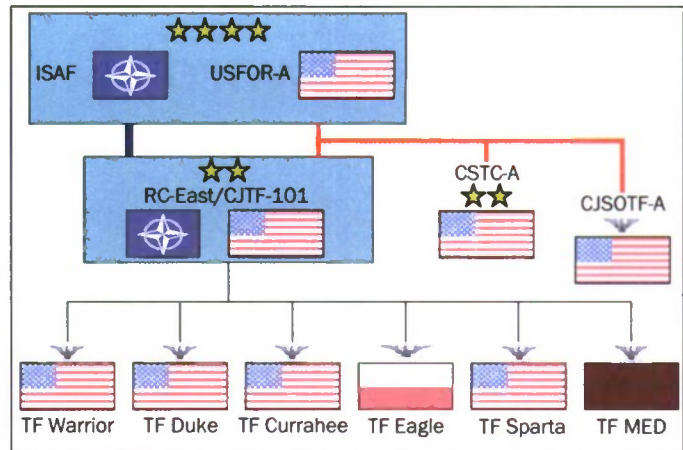 ISAF USFOR-A
RC-East/CJTF-101
CSTC-A
CJSOTF-A
TF Warrior TF Duke TF Currahee TF Eagle TF Sparta TF MED